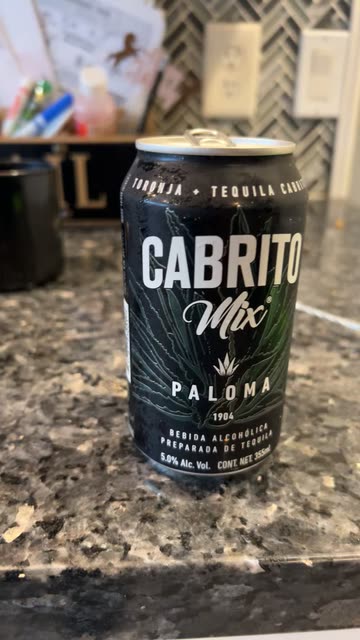 TORONJA + TEQUILA
CABRITO
Mix®
PALOMA
1904
BEBIDA ALCOHÓLICA
PREPARADA DE TEQUILA
5.0% Alc. Vol. CONT. NET. 355ml
L